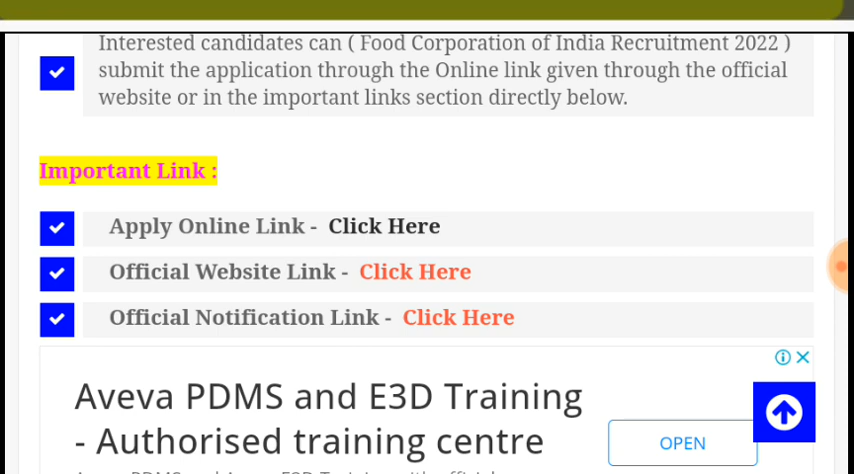 Interested candidates can ( Food Corporation of India Recruitment 2022 )
submit the application through the Online link given through the official
website or in the important links section directly below.
Important Link :
Apply Online Link - Click Here
Official Website Link - Click Here
Official Notification Link - Click Here
Aveva PDMS and E3D Training
- Authorised training centre
OPEN